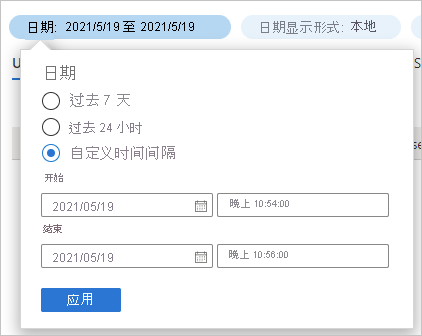 日期: 2021/5/19 至 2021/5/19
日期显示形式: 本地
U
S
日期
过去 7 天
过去 24 小时
自定义时间间隔
se
开始
2021/05/19
晚上 10:54:00
结束
2021/05/19
晚上 10:56:00
应用